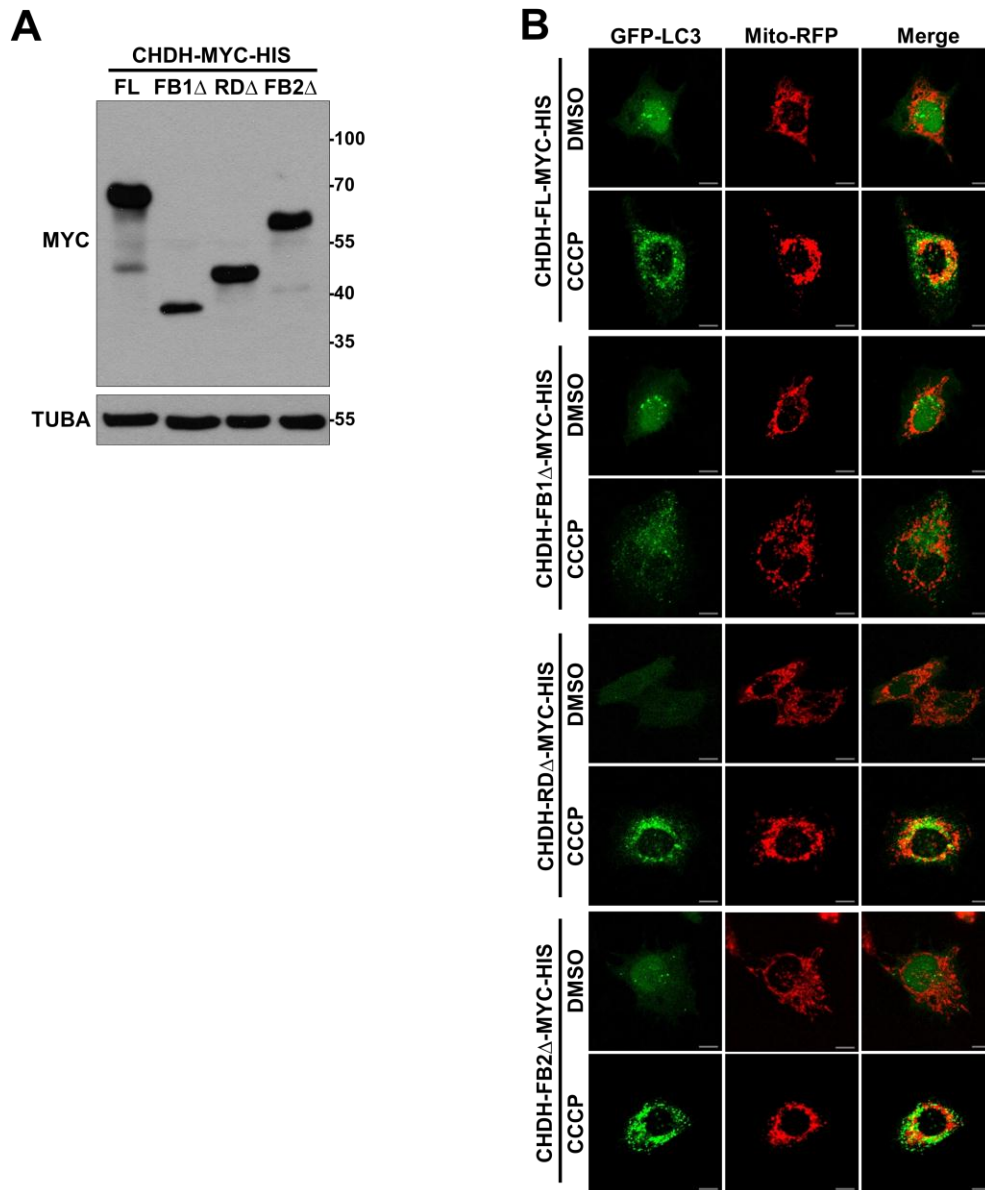 A
CHDH-MYC-HIS
FL FB1Δ RDΔ FB2Δ
-100
-70
MYC
-55
-40
-35
TUBA
-55
B
GFP-LC3 Mito-RFP Merge
CHDH-FL-MYC-HIS
DMSO
CCCP
CHDH-FB1Δ-MYC-HIS
DMSO
CCCP
CHDH-RDΔ-MYC-HIS
DMSO
CCCP
CHDH-FB2Δ-MYC-HIS
DMSO
CCCP